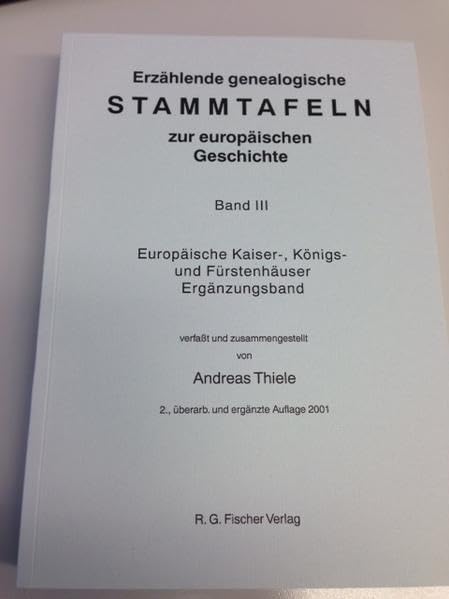 Erzählende genealogische
STAMMTAFELN
zur europäischen
Geschichte
Band III
Europäische Kaiser-, Königs-
und Fürstenhäuser
Ergänzungsband
verfaßt und zusammengestellt
von
Andreas Thiele
2., überarb. und ergänzte Auflage 2001
R. G. Fischer Verlag